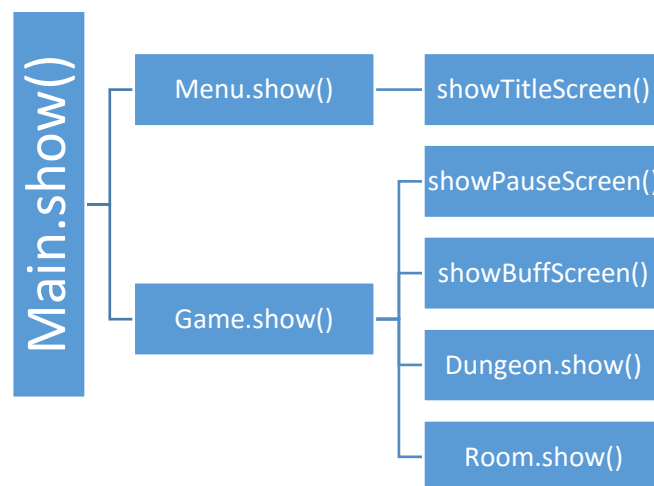 Main.show()
Menu.show()
showTitleScreen()
Game.show()
showPauseScreen()
showBuffScreen()
Dungeon.show()
Room.show()